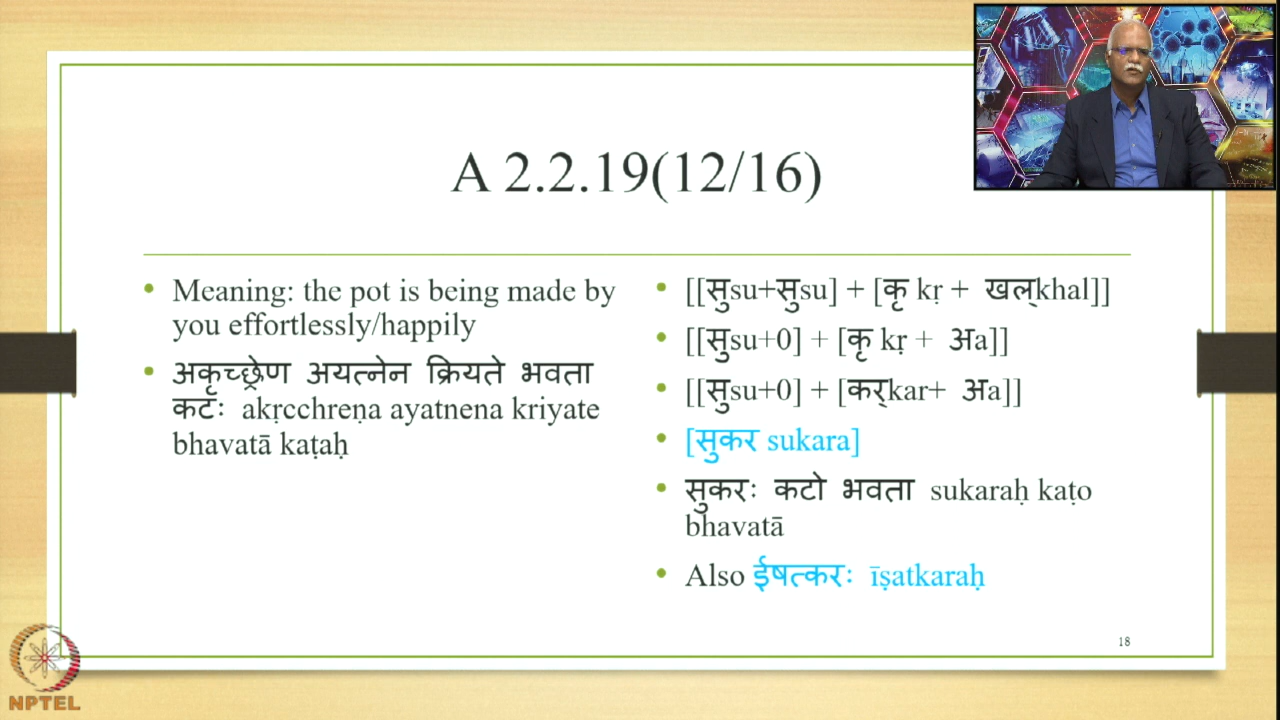 A 2.2.19(12/16)
Meaning: the pot is being made by
you effortlessly/happily
अकृच्छ्रेण अयत्नेन क्रियते भवता
कटः akṛcchreṇa ayatnena kriyate
bhavatā kaṭaḥ
[[सुsu+सुsu] + [कृ kṛ + खल्khal]]
[[सुsu+0] + [कृ kṛ + अa]]
[[सुsu+0] + [कर्kar+ अa]]
[सुकर sukara]
सुकरः कटो भवता sukaraḥ kaṭo
bhavatā
Also ईषत्करः īṣatkaraḥ
18
NPTEL